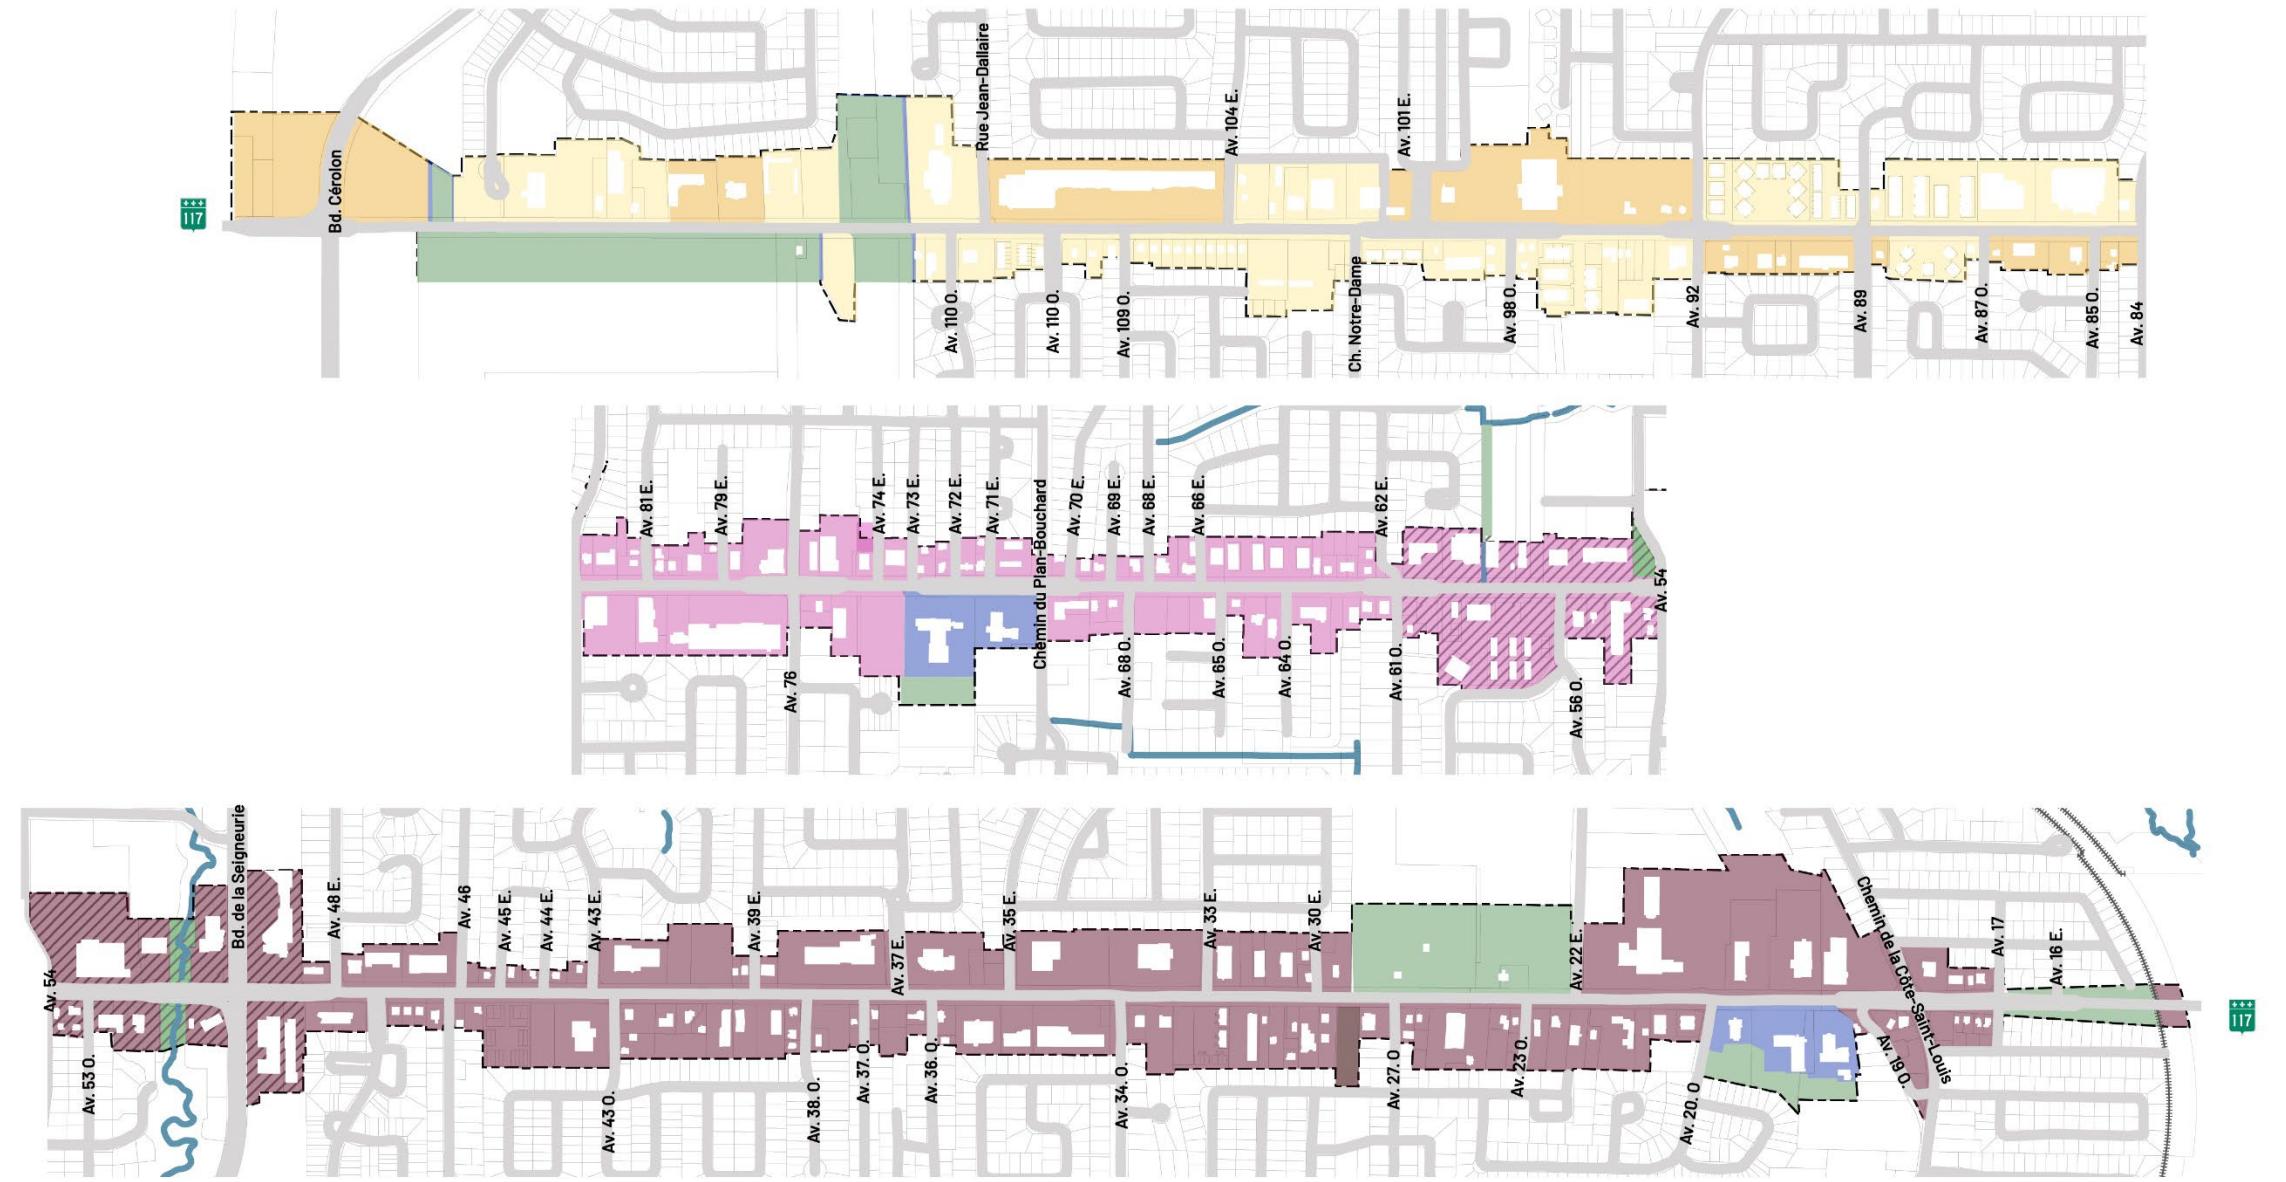 Bd. Cérolon
Rue Jean-Dallaire
Av. 104 E.
Av. 101 E.
117
Av. 110 O.
Av. 110 O.
Av. 109 O.
Ch. Notre-Dame
Av. 98 O.
Av. 92
Av. 89
Av. 87 O.
Av. 85 O.
Av. 84
Av. 81 E.
Av. 79 E.
Av. 74 E.
Av. 73 E.
Av. 72 E.
Av. 71 E.
Chemin du Plan-Bouchard
Av. 70 E.
Av. 69 E.
Av. 68 E.
Av. 66 E.
Av. 62 E.
Av. 54
Av. 76
Av. 68 O.
Av. 65 O.
Av. 64 O.
Av. 61 O.
Av. 56 O.
Bd. de la Seigneurie
Av. 48 E.
Av. 46
Av. 45 E.
Av. 44 E.
Av. 43 E.
Av. 39 E.
Av. 37 E.
Av. 35 E.
Av. 33 E.
Av. 30 E.
Av. 22 E.
Chemin de la Côte-Saint-Louis
Av. 17
Av. 16 E.
117
Av. 54
Av. 53 O.
Av. 43 O.
Av. 38. O.
Av. 37. O.
Av. 36. O.
Av. 34. O.
Av. 27. O
Av. 23 O.
Av. 20. O
Av. 19 O.